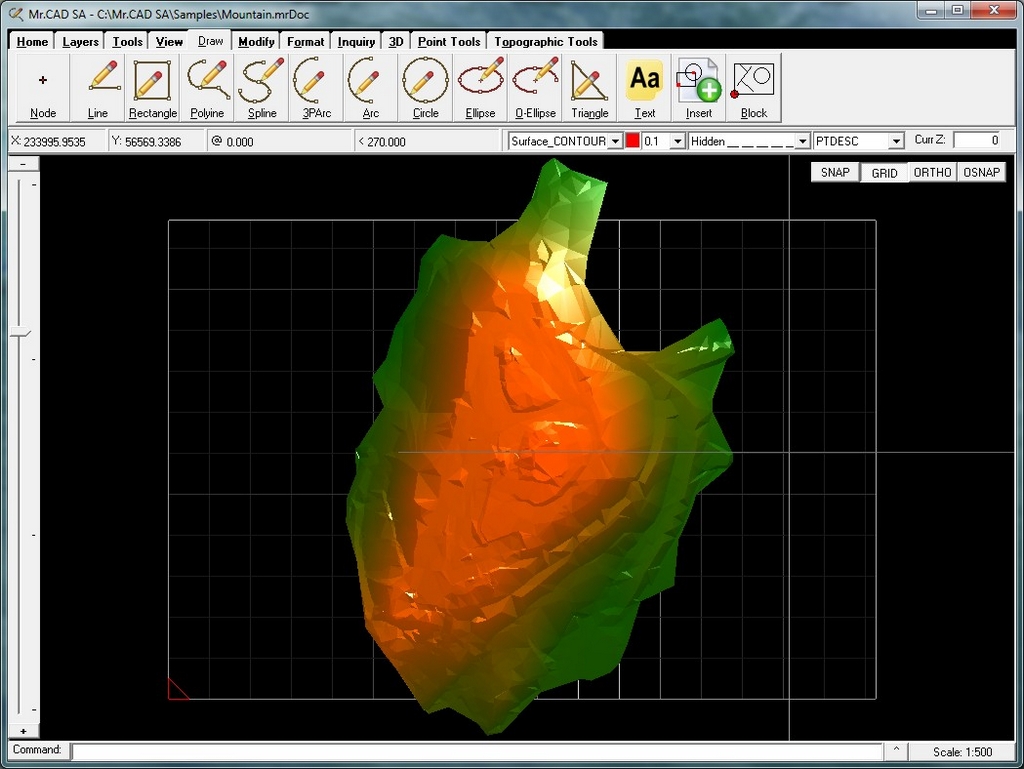 Mr.CAD SA - C:\Mr.CAD SA\Samples\Mountain.mrDoc
Home Layers Tools View Draw Modify Format Inquiry 3D Point Tools Topographic Tools
Aa
Node Line Rectangle Polyine Spline 3PArc Arc Circle Ellipse O-Ellipse Triangle Text Insert Block
X: 233995.9535 Y: 56569.3386 @ 0.000 < 270.000 Surface_CONTOUR 0.1 Hidden _ _ _ _ _ _ PTDESC Curr Z: 0
SNAP GRID ORTHO OSNAP
Command: ^ Scale: 1:500